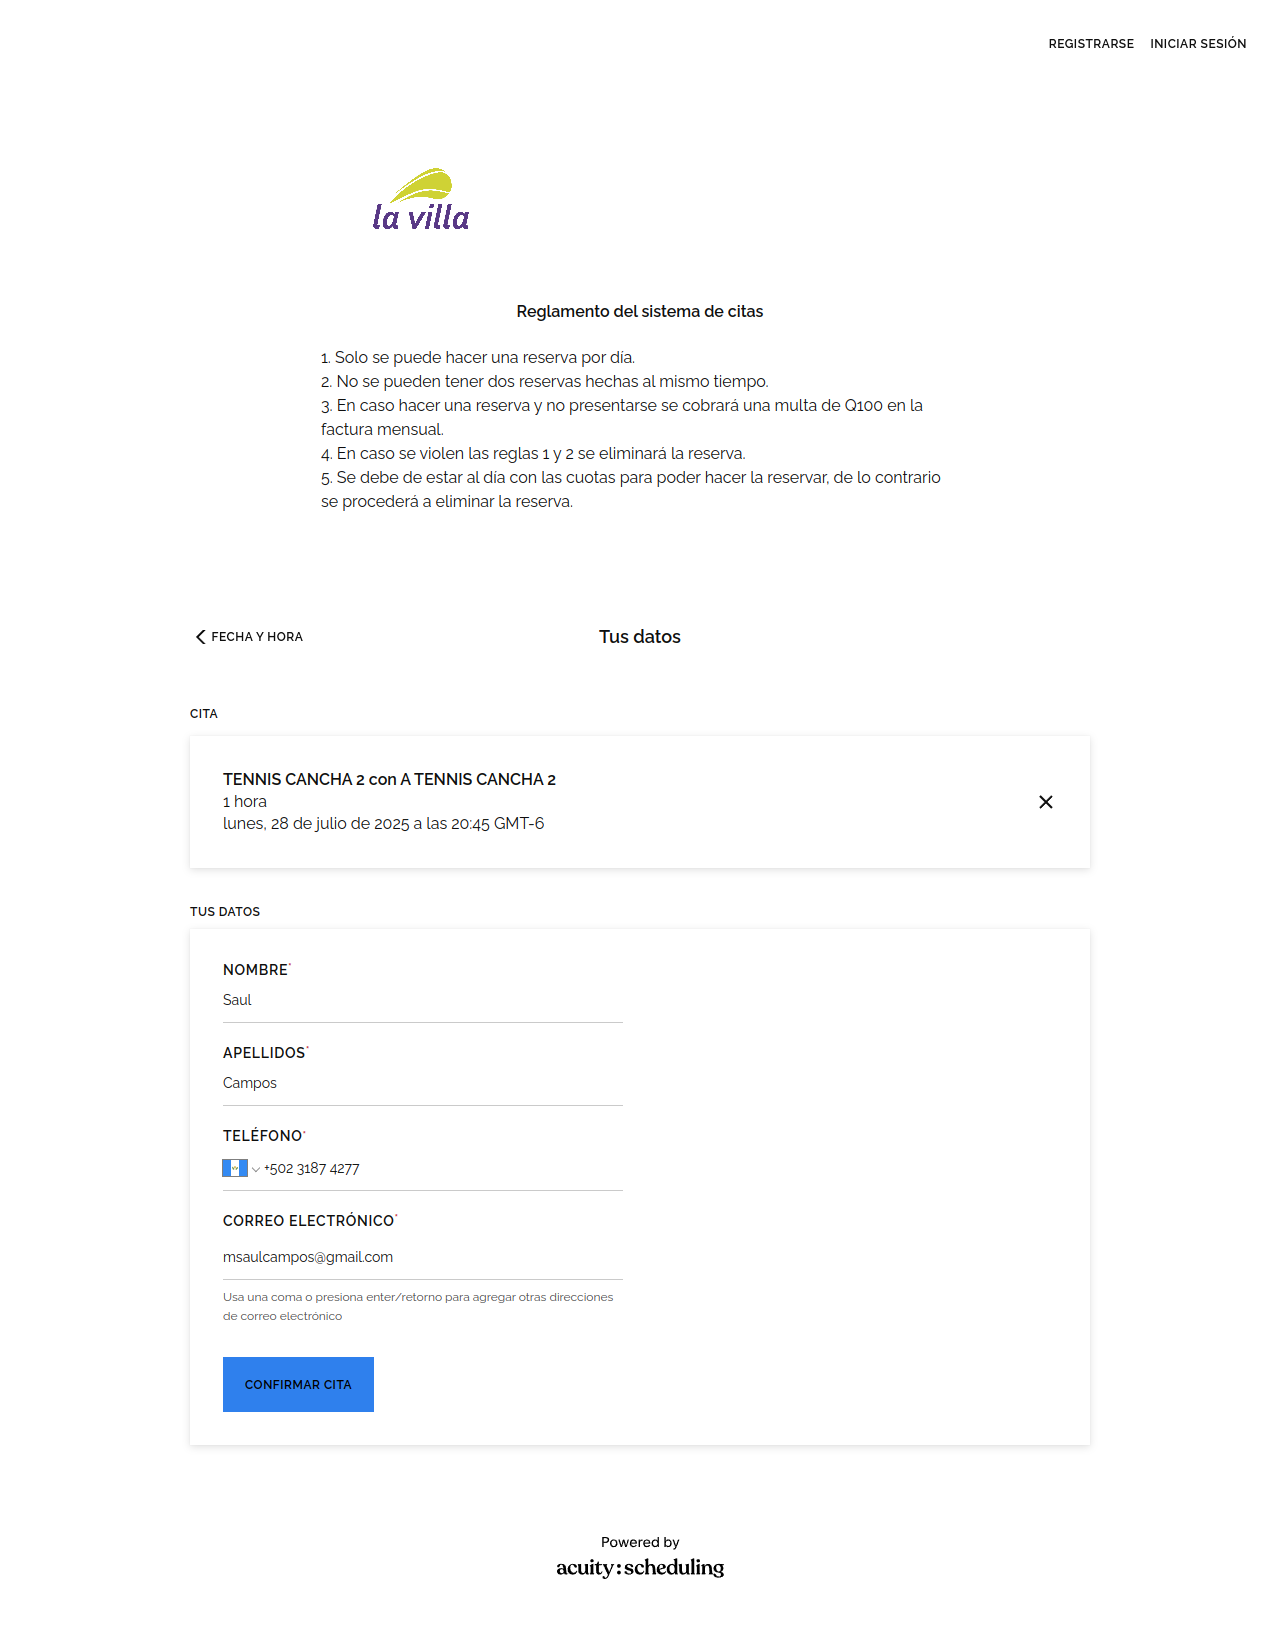 REGISTRARSE INICIAR SESIÓN
la villa
Reglamento del sistema de citas
1. Solo se puede hacer una reserva por día.
2. No se pueden tener dos reservas hechas al mismo tiempo.
3. En caso hacer una reserva y no presentarse se cobrará una multa de Q100 en la
factura mensual.
4. En caso se violen las reglas 1 y 2 se eliminará la reserva.
5. Se debe de estar al día con las cuotas para poder hacer la reservar, de lo contrario
se procederá a eliminar la reserva.
FECHA Y HORA
Tus datos
CITA
TENNIS CANCHA 2 con A TENNIS CANCHA 2
1 hora
lunes, 28 de julio de 2025 a las 20:45 GMT-6
TUS DATOS
NOMBRE*
Saul
APELLIDOS*
Campos
TELÉFONO*
+502 3187 4277
CORREO ELECTRÓNICO*
msaulcampos@gmail.com
Usa una coma o presiona enter/retorno para agregar otras direcciones
de correo electrónico
CONFIRMAR CITA
Powered by
acuity:scheduling